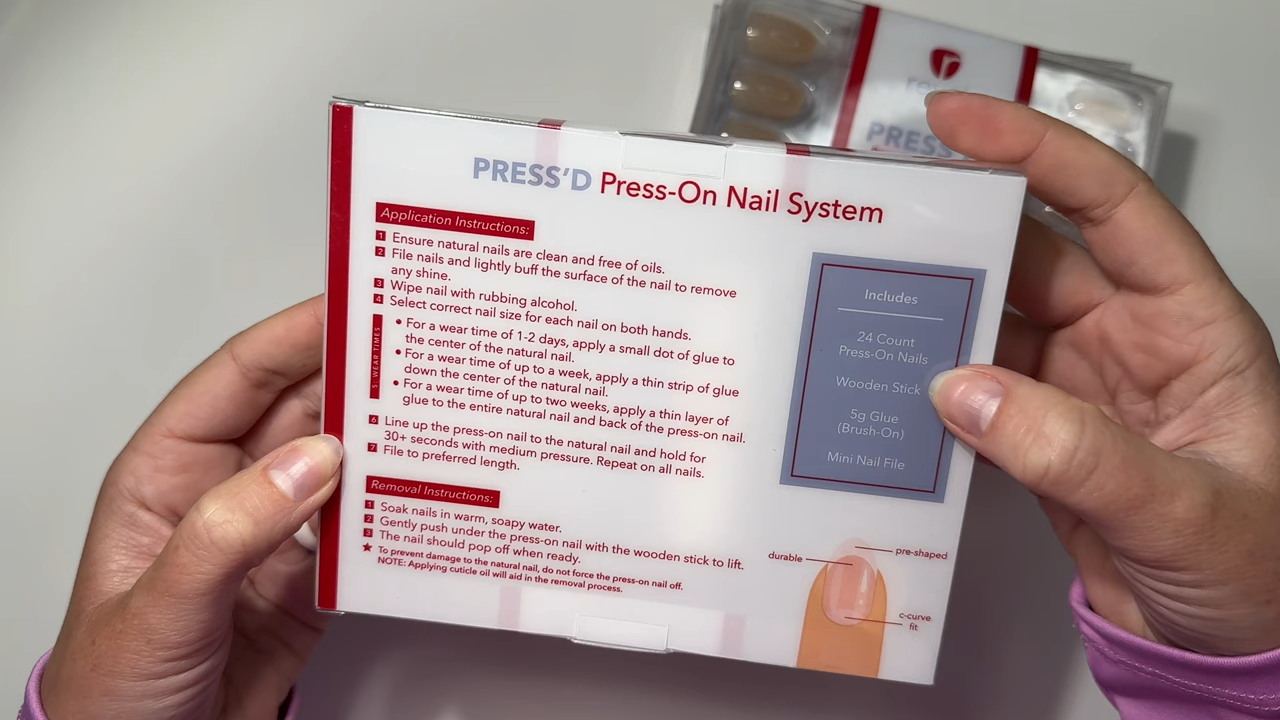 PRESS
PRESS'D Press-On Nail System
Application Instructions:
1 Ensure natural nails are clean and free of oils.
2 File nails and lightly buff the surface of the nail to remove
any shine.
3 Wipe nail with rubbing alcohol.
4 Select correct nail size for each nail on both hands.
5: WEAR TIMES
• For a wear time of 1-2 days, apply a small dot of glue to
the center of the natural nail.
• For a wear time of up to a week, apply a thin strip of glue
down the center of the natural nail.
• For a wear time of up to two weeks, apply a thin layer of
glue to the entire natural nail and back of the press-on nail.
6 Line up the press-on nail to the natural nail and hold for
30+ seconds with medium pressure. Repeat on all nails.
7 File to preferred length.
Removal Instructions:
1 Soak nails in warm, soapy water.
2 Gently push under the press-on nail with the wooden stick to lift.
3 The nail should pop off when ready.
★ To prevent damage to the natural nail, do not force the press-on nail off.
NOTE: Applying cuticle oil will aid in the removal process.
Includes
24 Count
Press-On Nails
Wooden Stick
5g Glue
(Brush-On)
Mini Nail File
durable
pre-shaped
c-curve
fit